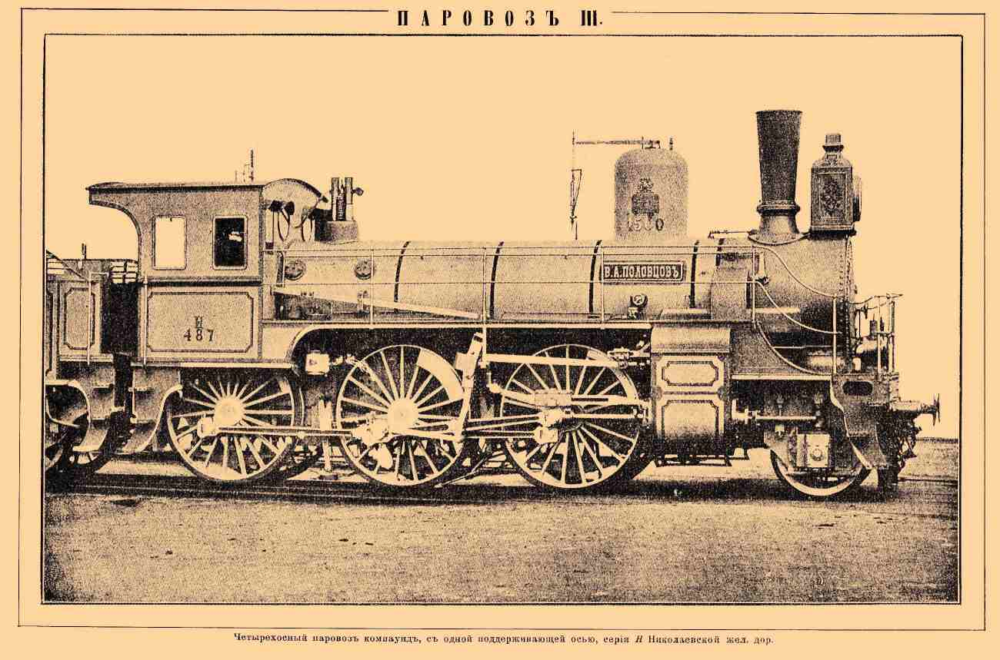 ПАРОВОЗЪ III.
1500
В.А.ПОЛОВЦОВЪ
Н
487
Четырехосный паровозъ компаундъ, съ одной поддерживающей осью, серія Н Николаевской жел. дор.